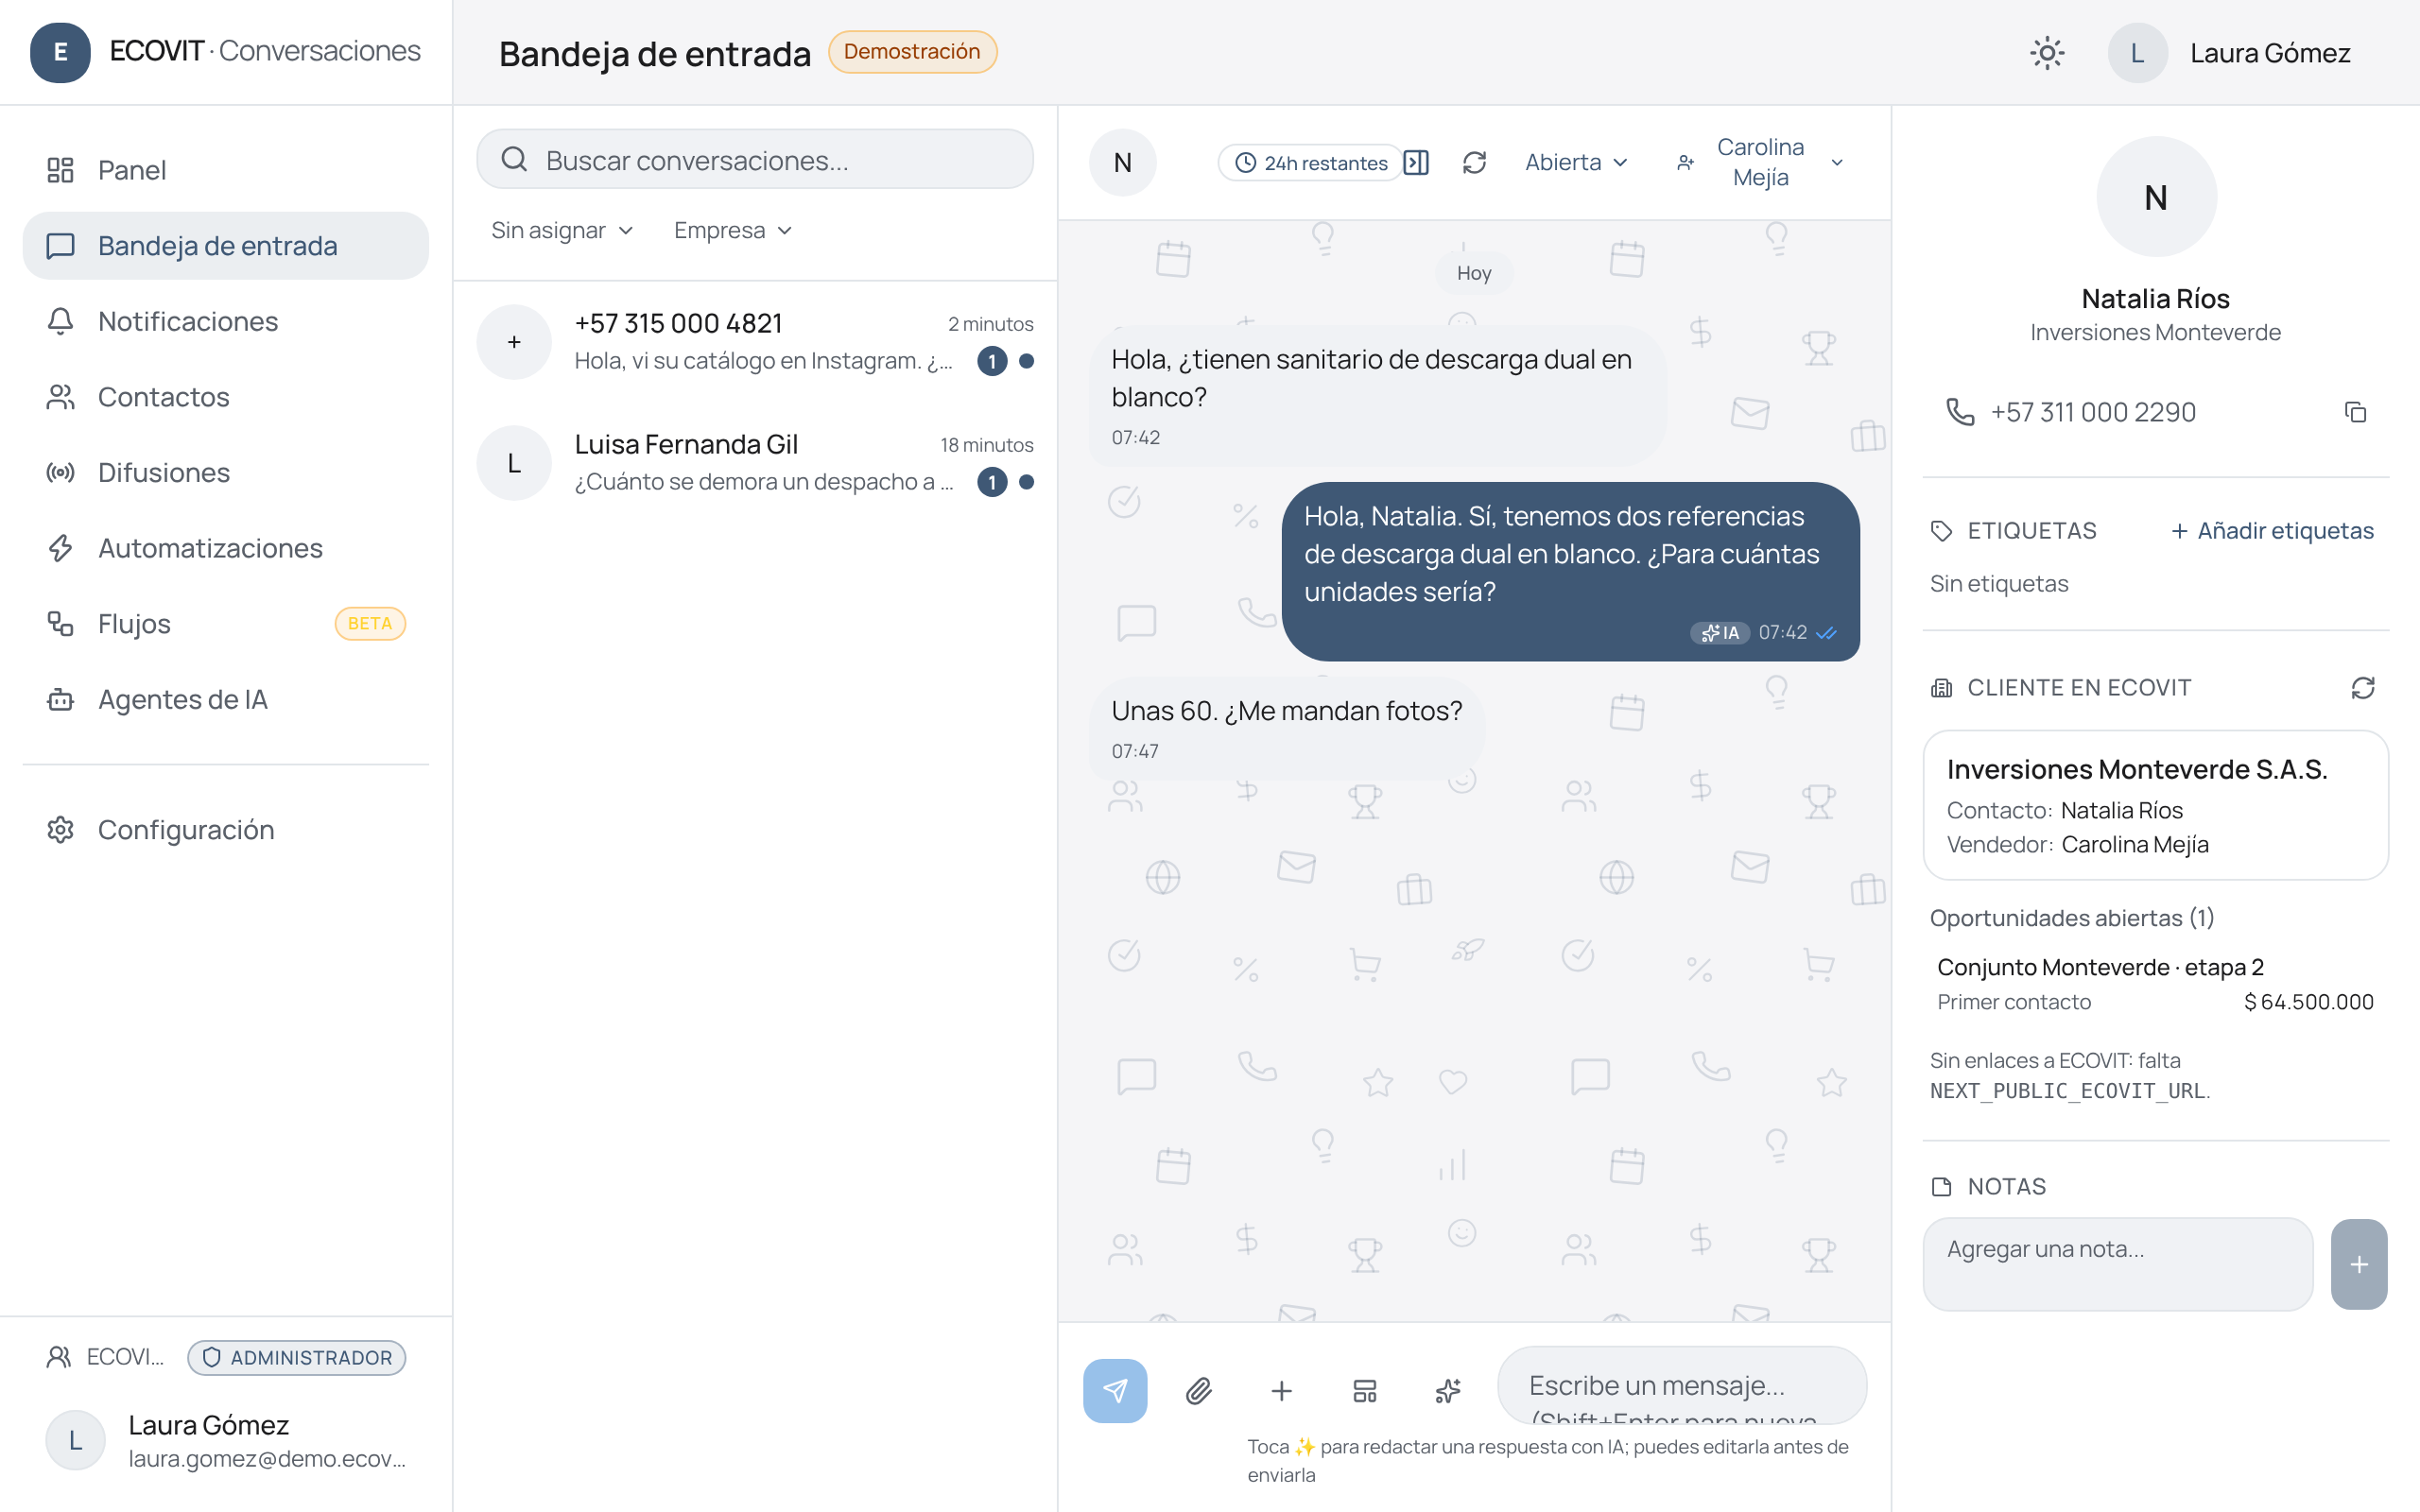 E
ECOVIT · Conversaciones
Panel
Bandeja de entrada
Notificaciones
Contactos
Difusiones
Automatizaciones
Flujos BETA
Agentes de IA
Configuración
ECOVI... ADMINISTRADOR
L
Laura Gómez
laura.gomez@demo.ecov...
Bandeja de entrada Demostración
L Laura Gómez
Buscar conversaciones...
Sin asignar Empresa
+
+57 315 000 4821 2 minutos
Hola, vi su catálogo en Instagram. ¿... 1
L
Luisa Fernanda Gil 18 minutos
¿Cuánto se demora un despacho a ... 1
N 24h restantes Abierta Carolina
Mejía
Hoy
Hola, ¿tienen sanitario de descarga dual en
blanco?
07:42
Hola, Natalia. Sí, tenemos dos referencias
de descarga dual en blanco. ¿Para cuántas
unidades sería?
IA 07:42
Unas 60. ¿Me mandan fotos?
07:47
Escribe un mensaje...
(Shift+Enter para nueva
Toca ✨ para redactar una respuesta con IA; puedes editarla antes de
enviarla
N
Natalia Ríos
Inversiones Monteverde
+57 311 000 2290
ETIQUETAS + Añadir etiquetas
Sin etiquetas
CLIENTE EN ECOVIT
Inversiones Monteverde S.A.S.
Contacto: Natalia Ríos
Vendedor: Carolina Mejía
Oportunidades abiertas (1)
Conjunto Monteverde · etapa 2
Primer contacto $ 64.500.000
Sin enlaces a ECOVIT: falta
NEXT_PUBLIC_ECOVIT_URL.
NOTAS
Agregar una nota...
+